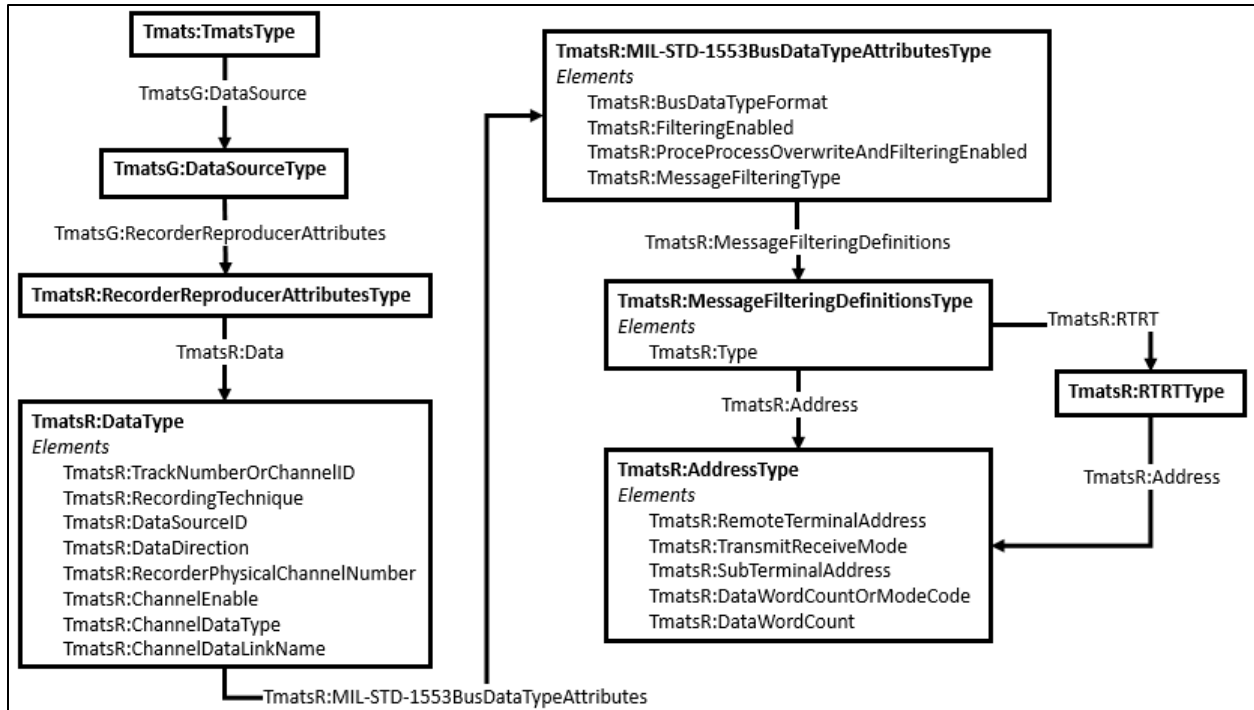 Tmats:TmatsType
TmatsG:DataSource
TmatsG:DataSourceType
TmatsG:RecorderReproducerAttributes
TmatsR:RecorderReproducerAttributesType
TmatsR:Data
TmatsR:DataType
Elements
TmatsR:TrackNumberOrChannelID
TmatsR:RecordingTechnique
TmatsR:DataSourceID
TmatsR:DataDirection
TmatsR:RecorderPhysicalChannelNumber
TmatsR:ChannelEnable
TmatsR:ChannelDataType
TmatsR:ChannelDataLinkName
TmatsR:MIL-STD-1553BusDataTypeAttributes
TmatsR:MIL-STD-1553BusDataTypeAttributesType
Elements
TmatsR:BusDataTypeFormat
TmatsR:FilteringEnabled
TmatsR:ProceProcessOverwriteAndFilteringEnabled
TmatsR:MessageFilteringType
TmatsR:MessageFilteringDefinitions
TmatsR:MessageFilteringDefinitionsType
Elements
TmatsR:Type
TmatsR:RTRT
TmatsR:RTRTType
TmatsR:Address
TmatsR:Address
TmatsR:AddressType
Elements
TmatsR:RemoteTerminalAddress
TmatsR:TransmitReceiveMode
TmatsR:SubTerminalAddress
TmatsR:DataWordCountOrModeCode
TmatsR:DataWordCount